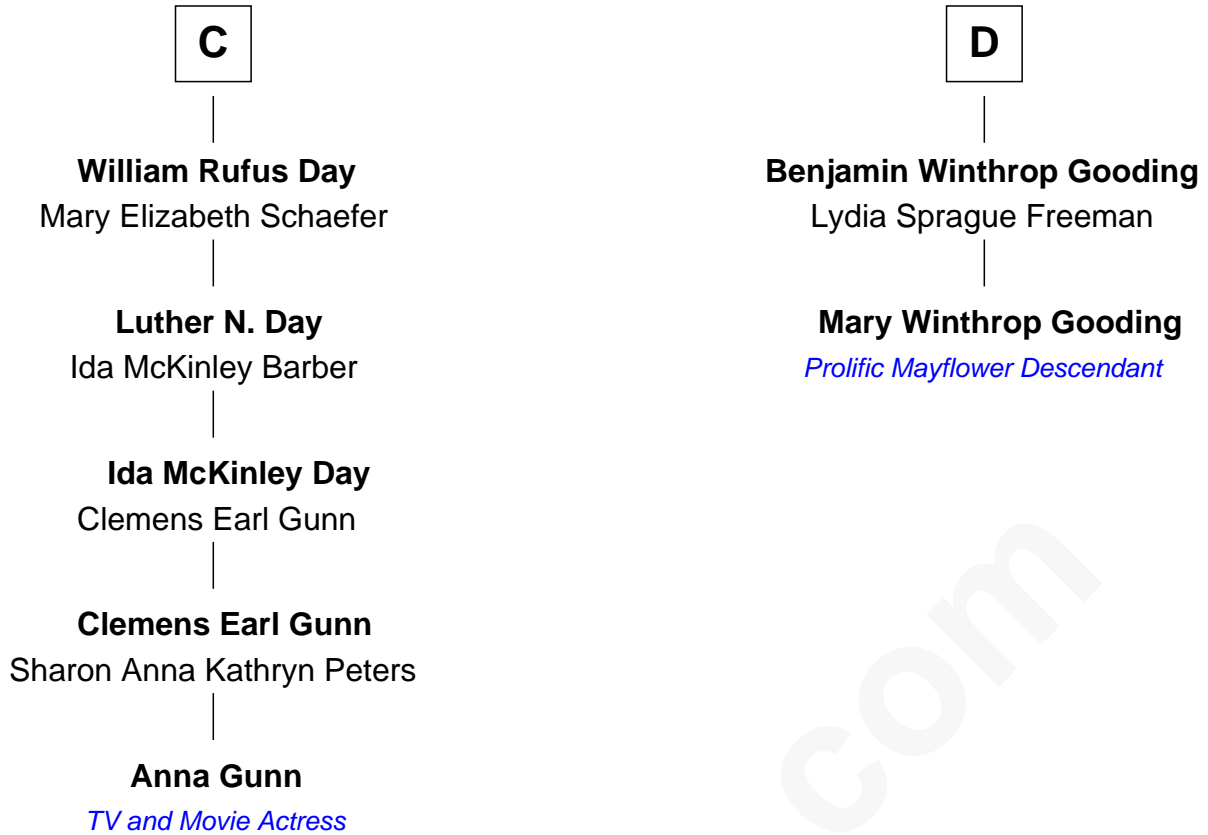 C
William Rufus Day
Mary Elizabeth Schaefer
Luther N. Day
Ida McKinley Barber
Ida McKinley Day
Clemens Earl Gunn
Clemens Earl Gunn
Sharon Anna Kathryn Peters
Anna Gunn
TV and Movie Actress
D
Benjamin Winthrop Gooding
Lydia Sprague Freeman
Mary Winthrop Gooding
Prolific Mayflower Descendant
com